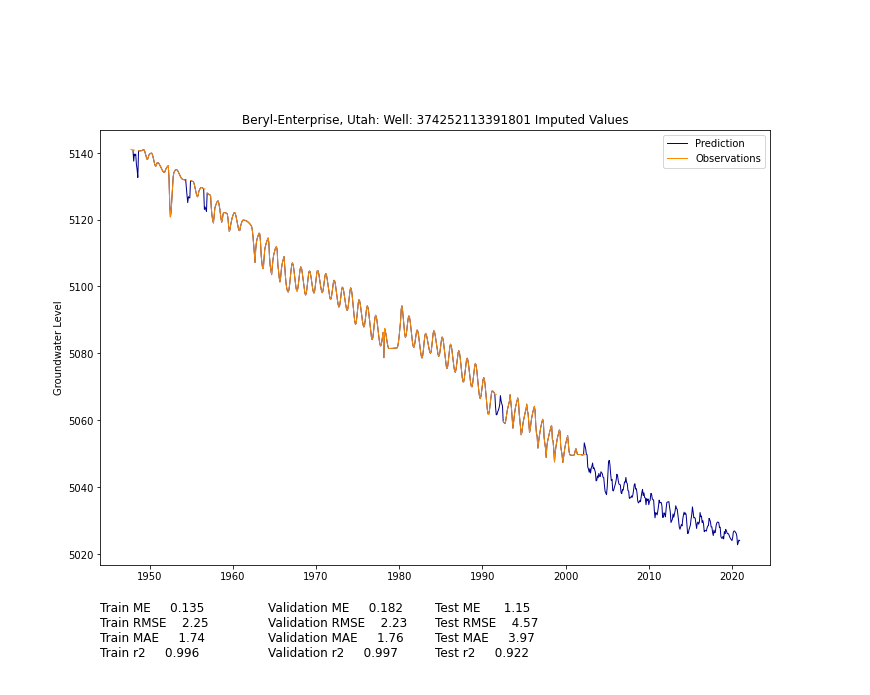 Beryl-Enterprise, Utah: Well: 374252113391801 Imputed Values
Prediction
Observations
Groundwater Level
5140
5120
5100
5080
5060
5040
5020
1950 1960 1970 1980 1990 2000 2010 2020
Train ME 0.135 Validation ME 0.182 Test ME 1.15
Train RMSE 2.25 Validation RMSE 2.23 Test RMSE 4.57
Train MAE 1.74 Validation MAE 1.76 Test MAE 3.97
Train r2 0.996 Validation r2 0.997 Test r2 0.922